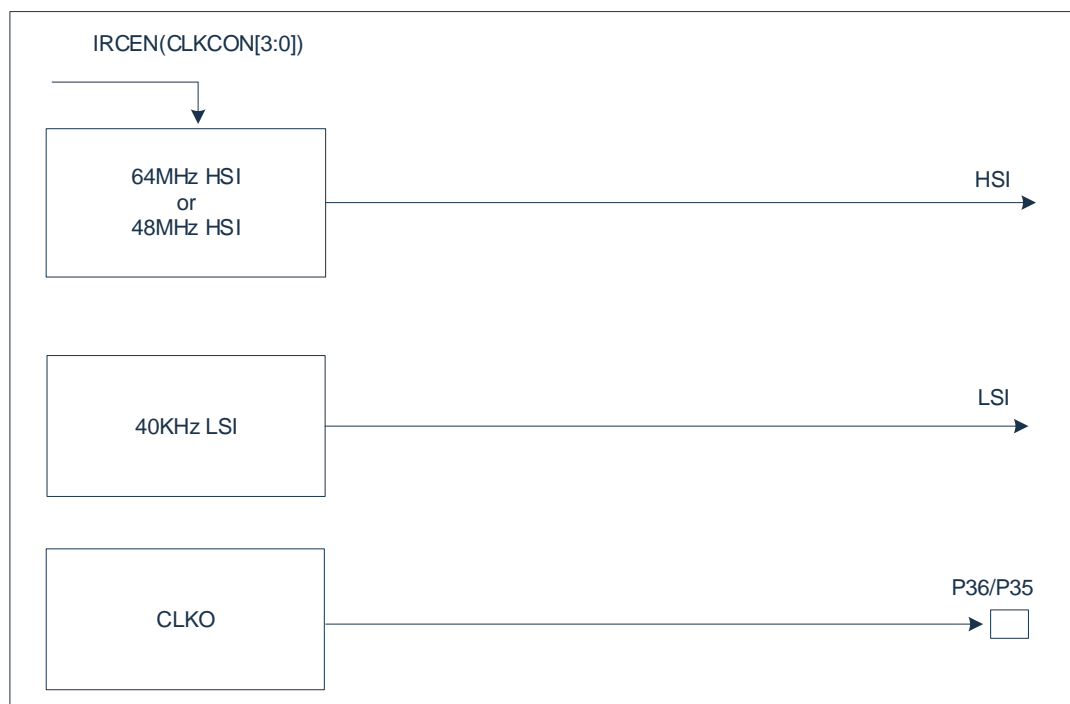 IRCEN(CLKCON[3:0])
64MHz HSI
or
48MHz HSI
HSI
40KHz LSI
LSI
CLKO
P36/P35